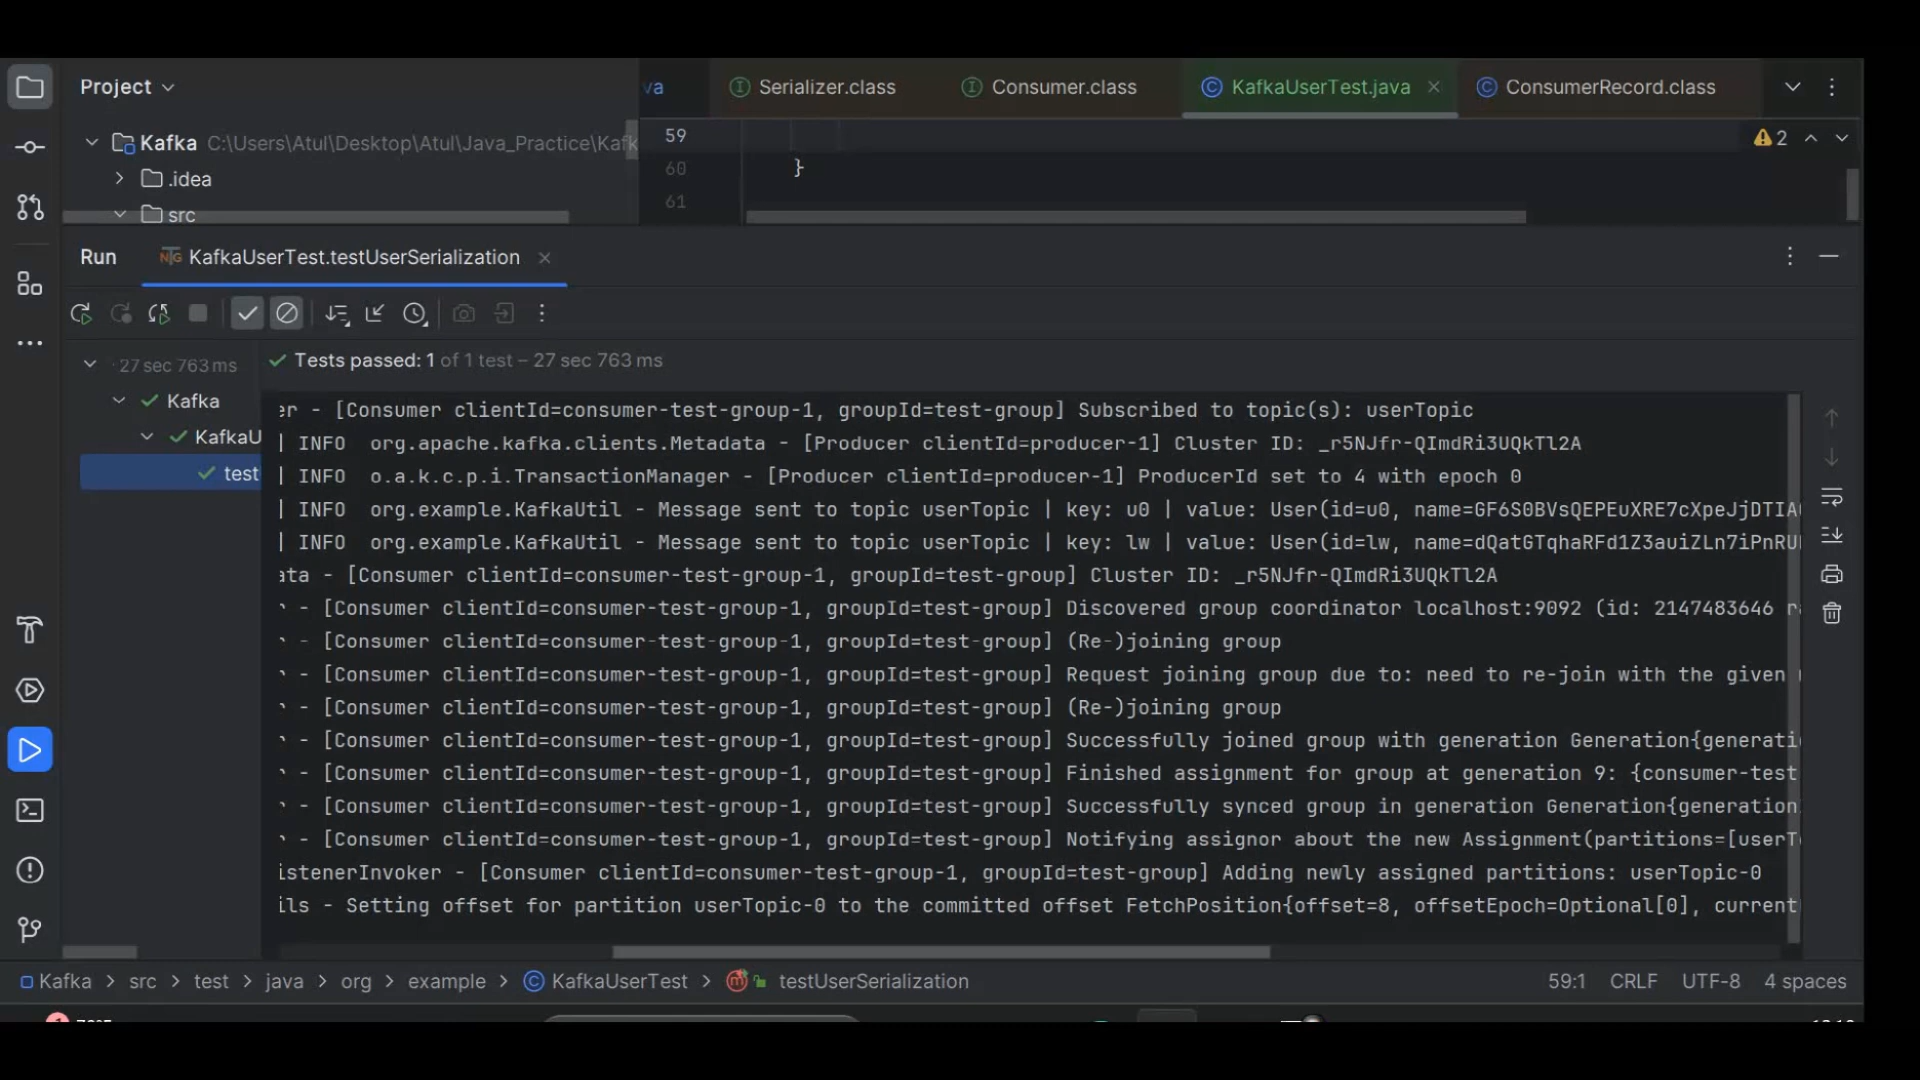 Project
va
Serializer.class
Consumer.class
KafkaUserTest.java
ConsumerRecord.class
Kafka C:\Users\Atul\Desktop\Atul\Java_Practice\Kafk
.idea
src
59
60 }
61
2
Run
KafkaUserTest.testUserSerialization
27 sec 763 ms
Kafka
KafkaU
test
Tests passed: 1 of 1 test – 27 sec 763 ms
er - [Consumer clientId=consumer-test-group-1, groupId=test-group] Subscribed to topic(s): userTopic
| INFO org.apache.kafka.clients.Metadata - [Producer clientId=producer-1] Cluster ID: _r5NJfr-QImdRi3UQkTl2A
| INFO o.a.k.c.p.i.TransactionManager - [Producer clientId=producer-1] ProducerId set to 4 with epoch 0
| INFO org.example.KafkaUtil - Message sent to topic userTopic | key: u0 | value: User(id=u0, name=GF6S0BVsQEPEuXRE7cXpeJjDTIA
| INFO org.example.KafkaUtil - Message sent to topic userTopic | key: lw | value: User(id=lw, name=dQatGTqhaRFd1Z3auiZLn7iPnRU
ata - [Consumer clientId=consumer-test-group-1, groupId=test-group] Cluster ID: _r5NJfr-QImdRi3UQkTl2A
- [Consumer clientId=consumer-test-group-1, groupId=test-group] Discovered group coordinator localhost:9092 (id: 2147483646 ra
- [Consumer clientId=consumer-test-group-1, groupId=test-group] (Re-)joining group
- [Consumer clientId=consumer-test-group-1, groupId=test-group] Request joining group due to: need to re-join with the given
- [Consumer clientId=consumer-test-group-1, groupId=test-group] (Re-)joining group
- [Consumer clientId=consumer-test-group-1, groupId=test-group] Successfully joined group with generation Generation{generati
- [Consumer clientId=consumer-test-group-1, groupId=test-group] Finished assignment for group at generation 9: {consumer-test
- [Consumer clientId=consumer-test-group-1, groupId=test-group] Successfully synced group in generation Generation{generation
- [Consumer clientId=consumer-test-group-1, groupId=test-group] Notifying assignor about the new Assignment(partitions=[userT
istenerInvoker - [Consumer clientId=consumer-test-group-1, groupId=test-group] Adding newly assigned partitions: userTopic-0
ils - Setting offset for partition userTopic-0 to the committed offset FetchPosition{offset=8, offsetEpoch=Optional[0], current
Kafka > src > test > java > org > example > KafkaUserTest > testUserSerialization
59:1 CRLF UTF-8 4 spaces